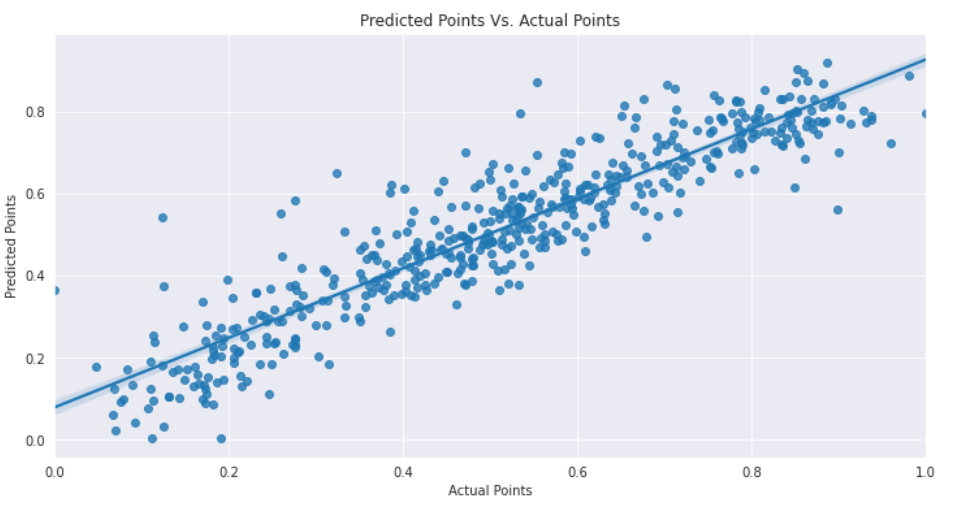 Predicted Points Vs. Actual Points
Predicted Points
0.8
0.6
0.4
0.2
0.0
0.0 0.2 0.4 0.6 0.8 1.0
Actual Points